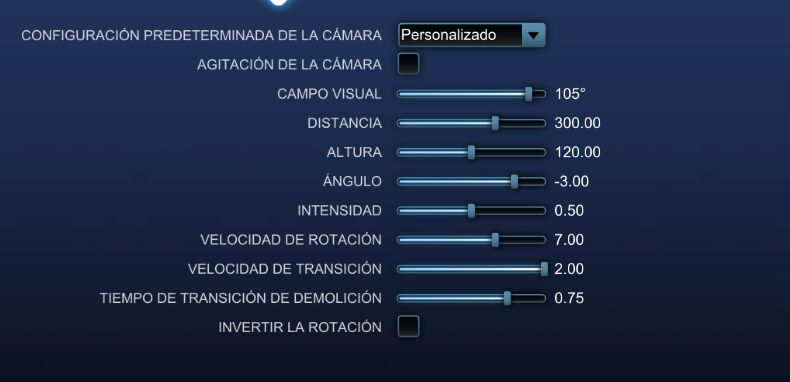 CONFIGURACIÓN PREDETERMINADA DE LA CÁMARA Personalizado
AGITACIÓN DE LA CÁMARA
CAMPO VISUAL 105°
DISTANCIA 300.00
ALTURA 120.00
ÁNGULO -3.00
INTENSIDAD 0.50
VELOCIDAD DE ROTACIÓN 7.00
VELOCIDAD DE TRANSICIÓN 2.00
TIEMPO DE TRANSICIÓN DE DEMOLICIÓN 0.75
INVERTIR LA ROTACIÓN